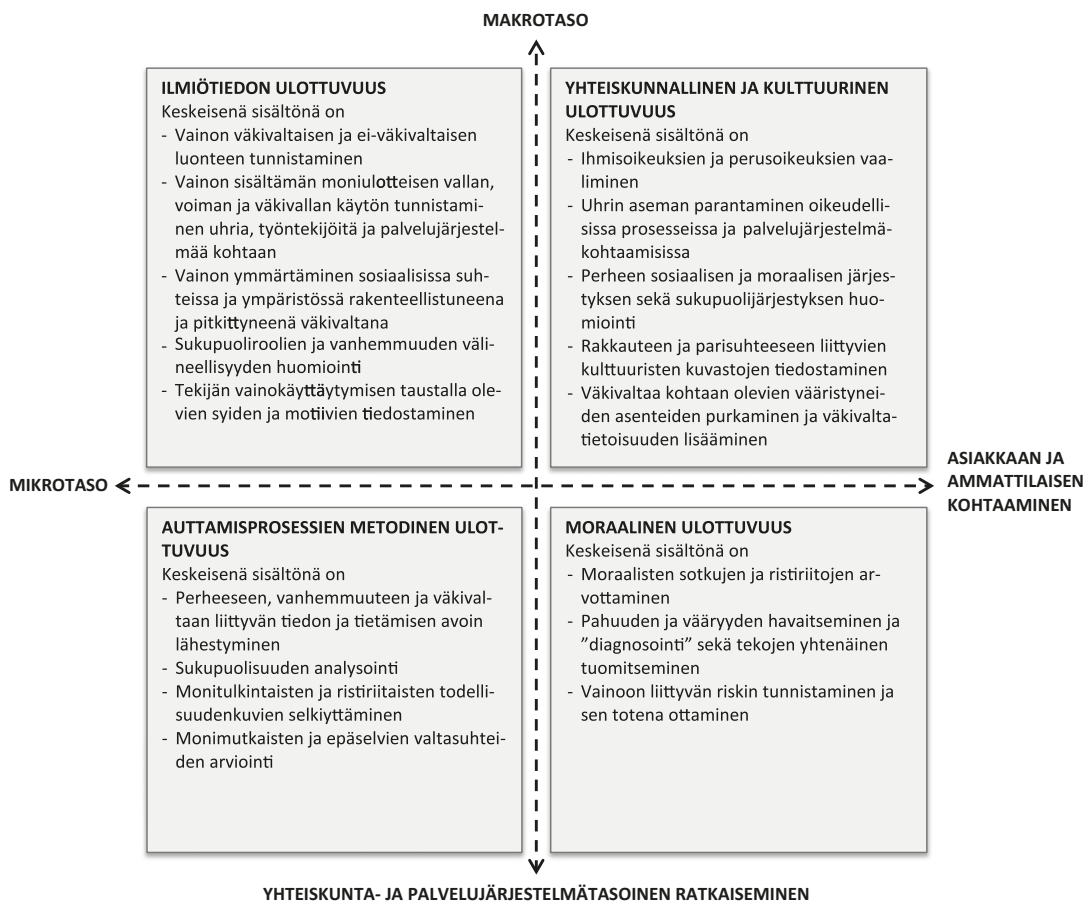 MAKROTASO
ILMIÖTIEDON ULOTTUVUUS
Keskeisenä sisältönä on
- Vainon väkivaltaisen ja ei-väkivaltaisen
luonteen tunnistaminen
- Vainon sisältämän moniulotteisen vallan,
voiman ja väkivallan käytön tunnistami-
nen uhria, työntekijöitä ja palvelujärjestel-
mää kohtaan
- Vainon ymmärtäminen sosiaalisissa suh-
teissa ja ympäristössä rakenteellistuneena
ja pitkittyneenä väkivaltana
- Sukupuoliroolien ja vanhemmuuden väli-
neellisyyden huomiointi
- Tekijän vainokäyttäytymisen taustalla ole-
vien syiden ja motiivien tiedostaminen
YHTEISKUNNALLINEN JA KULTTUURINEN
ULOTTUVUUS
Keskeisenä sisältönä on
- Ihmisoikeuksien ja perusoikeuksien vaa-
liminen
- Uhrin aseman parantaminen oikeudelli-
sissa prosesseissa ja palvelujärjestelmä-
kohtaamisissa
- Perheen sosiaalisen ja moraalisen järjes-
tyksen sekä sukupuolijärjestyksen huo-
miointi
- Rakkauteen ja parisuhteeseen liittyvien
kulttuuristen kuvastojen tiedostaminen
- Väkivaltaa kohtaan olevien vääristynei-
den asenteiden purkaminen ja väkivalta-
tietoisuuden lisääminen
MIKROTASO
ASIAKKAAN JA
AMMATTILAISEN
KOHTAAMINEN
AUTTAMISPROSESSIEN METODINEN ULOT-
TUVUUS
Keskeisenä sisältönä on
- Perheeseen, vanhemmuuteen ja väkival-
taan liittyvän tiedon ja tietämisen avoin
lähestyminen
- Sukupuolisuuden analysointi
- Monitulkintaisten ja ristiriitaisten todelli-
suudenkuvien selkiyttäminen
- Monimutkaisten ja epäselvien valtasuhtei-
den arviointi
MORAALINEN ULOTTUVUUS
Keskeisenä sisältönä on
- Moraalisten sotkujen ja ristiriitojen ar-
vottaminen
- Pahuuden ja vääryyden havaitseminen ja
”diagnosointi” sekä tekojen yhtenäinen
tuomitseminen
- Vainoon liittyvän riskin tunnistaminen ja
sen totena ottaminen
YHTEISKUNTA- JA PALVELUJÄRJESTELMÄTASOINEN RATKAISEMINEN